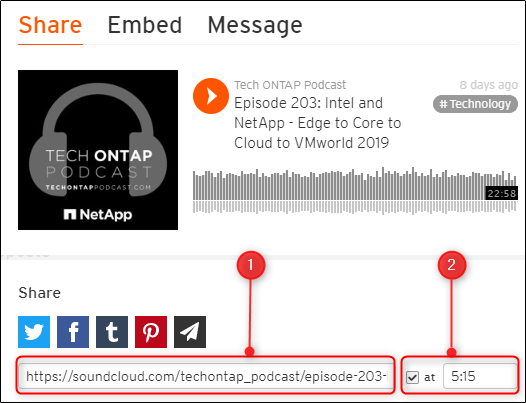 Share Embed Message
Tech ONTAP Podcast 8 days ago
Episode 203: Intel and
NetApp - Edge to Core to
Cloud to VMworld 2019
# Technology
TECH ONTAP
PODCAST
TECHONTAPPODCAST.COM
NetApp
22:58
1 2
Share
f t
https://soundcloud.com/techontap_podcast/episode-203-
at 5:15